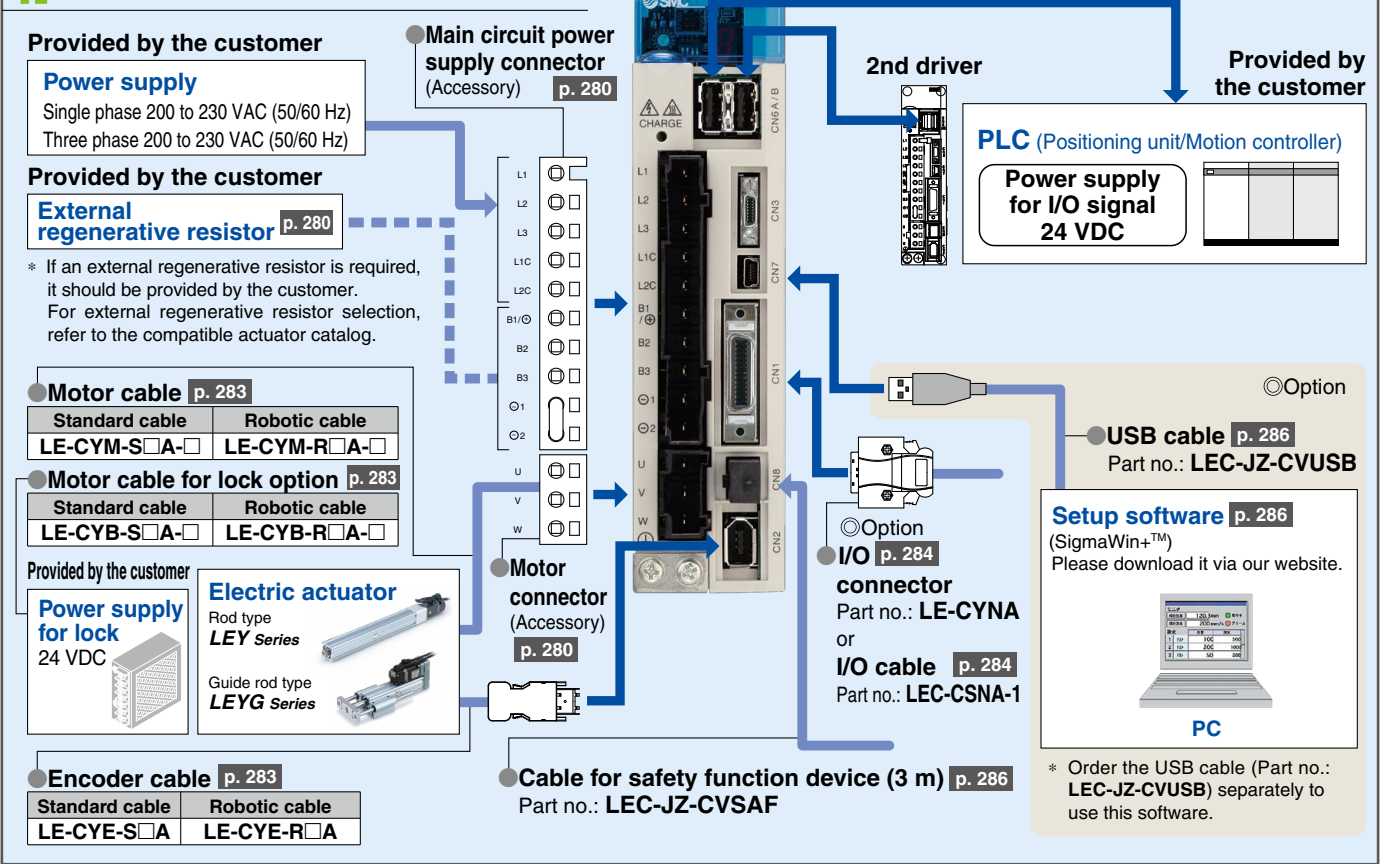 SMC
Provided by the customer
Power supply
Single phase 200 to 230 VAC (50/60 Hz)
Three phase 200 to 230 VAC (50/60 Hz)
Provided by the customer
External
regenerative resistor p. 280
* If an external regenerative resistor is required,
it should be provided by the customer.
For external regenerative resistor selection,
refer to the compatible actuator catalog.
Main circuit power
supply connector
(Accessory) p. 280
L1
L2
L3
L1C
L2C
B1/⊕
B2
B3
⊖1
⊖2
U
V
W
CHARGE
L1
L2
L3
L1C
L2C
B1
/⊕
B2
B3
⊖1
⊖2
U
V
W
CN6A/B
CN3
CN7
CN1
CN8
CN2
2nd driver
Provided by
the customer
PLC (Positioning unit/Motion controller)
Power supply
for I/O signal
24 VDC
Motor cable p. 283
Standard cable Robotic cable
LE-CYM-S□A-□ LE-CYM-R□A-□
Motor cable for lock option p. 283
Standard cable Robotic cable
LE-CYB-S□A-□ LE-CYB-R□A-□
Provided by the customer
Power supply
for lock
24 VDC
Electric actuator
Rod type
LEY Series
Guide rod type
LEYG Series
Motor
connector
(Accessory)
p. 280
Encoder cable p. 283
Standard cable Robotic cable
LE-CYE-S□A LE-CYE-R□A
Cable for safety function device (3 m) p. 286
Part no.: LEC-JZ-CVSAF
◎Option
I/O p. 284
connector
Part no.: LE-CYNA
or
I/O cable p. 284
Part no.: LEC-CSNA-1
◎Option
USB cable p. 286
Part no.: LEC-JZ-CVUSB
Setup software p. 286
(SigmaWin+™)
Please download it via our website.
PC
* Order the USB cable (Part no.:
LEC-JZ-CVUSB) separately to
use this software.